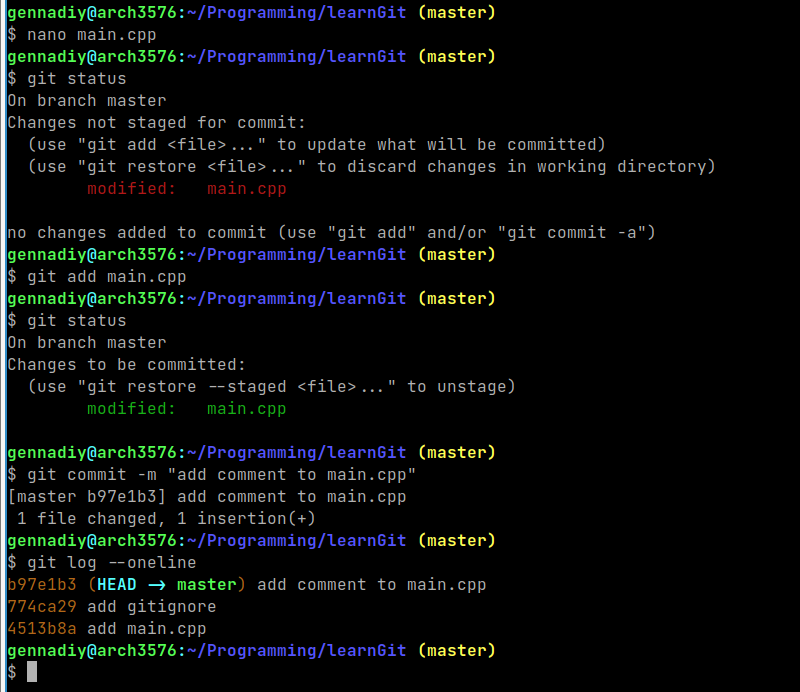 gennadiy@arch3576:~/Programming/learnGit (master)
$ nano main.cpp
gennadiy@arch3576:~/Programming/learnGit (master)
$ git status
On branch master
Changes not staged for commit:
  (use "git add <file>..." to update what will be committed)
  (use "git restore <file>..." to discard changes in working directory)
        modified:   main.cpp

no changes added to commit (use "git add" and/or "git commit -a")
gennadiy@arch3576:~/Programming/learnGit (master)
$ git add main.cpp
gennadiy@arch3576:~/Programming/learnGit (master)
$ git status
On branch master
Changes to be committed:
  (use "git restore --staged <file>..." to unstage)
        modified:   main.cpp

gennadiy@arch3576:~/Programming/learnGit (master)
$ git commit -m "add comment to main.cpp"
[master b97e1b3] add comment to main.cpp
 1 file changed, 1 insertion(+)
gennadiy@arch3576:~/Programming/learnGit (master)
$ git log --oneline
b97e1b3 (HEAD -> master) add comment to main.cpp
774ca29 add gitignore
4513b8a add main.cpp
gennadiy@arch3576:~/Programming/learnGit (master)
$